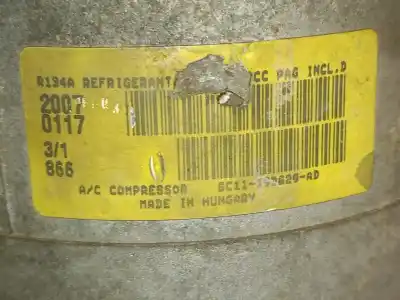 R134A REFRIGERANT CC PAG INCL.D
2007
0117
3/1
866
A/C COMPRESSOR 6C11-19D629-AD
MADE IN HUNGARY